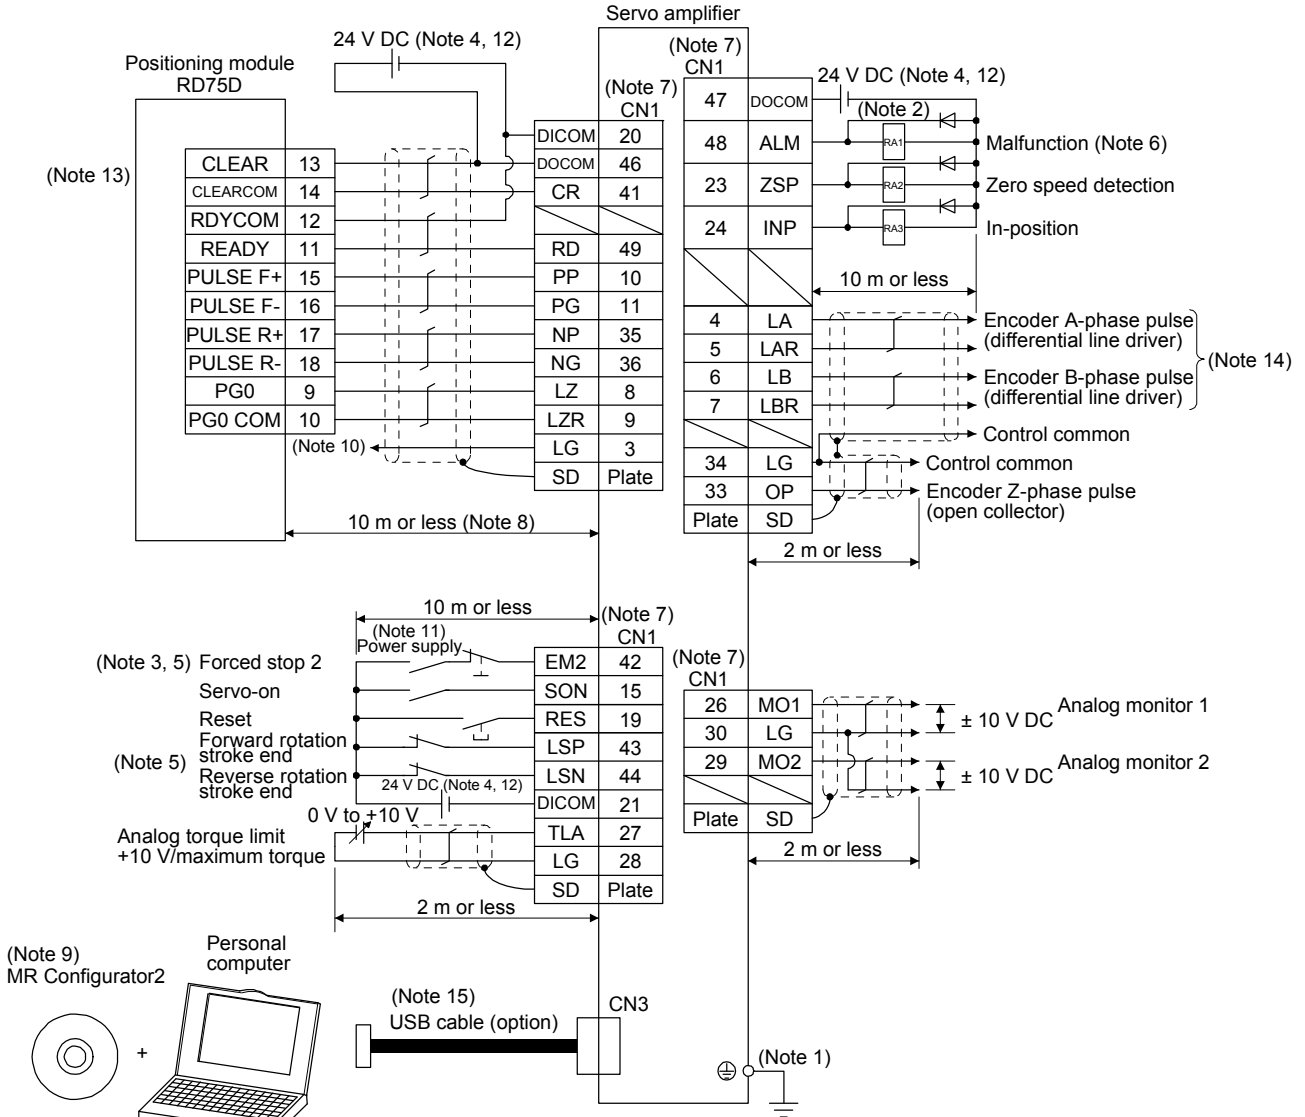 Servo amplifier
24 V DC (Note 4, 12)
Positioning module
RD75D
(Note 7)
CN1
(Note 13)
CLEAR 13
CLEARCOM 14
RDYCOM 12
READY 11
PULSE F+ 15
PULSE F- 16
PULSE R+ 17
PULSE R- 18
PG0 9
PG0 COM 10
(Note 10)
DICOM 20
DOCOM 46
CR 41
RD 49
PP 10
PG 11
NP 35
NG 36
LZ 8
LZR 9
LG 3
SD Plate
10 m or less (Note 8)
(Note 7)
CN1
24 V DC (Note 4, 12)
(Note 2)
47 DOCOM
48 ALM RA1 Malfunction (Note 6)
23 ZSP RA2 Zero speed detection
24 INP RA3 In-position
10 m or less
4 LA
5 LAR
6 LB
7 LBR
Encoder A-phase pulse
(differential line driver)
Encoder B-phase pulse
(differential line driver)
(Note 14)
Control common
34 LG Control common
33 OP Encoder Z-phase pulse
(open collector)
Plate SD
2 m or less
10 m or less
(Note 7)
CN1
(Note 11)
Power supply
(Note 3, 5) Forced stop 2 EM2 42
Servo-on SON 15
Reset RES 19
Forward rotation
stroke end
LSP 43
(Note 5)
Reverse rotation
stroke end
LSN 44
24 V DC (Note 4, 12)
DICOM 21
0 V to +10 V
Analog torque limit
+10 V/maximum torque
TLA 27
LG 28
SD Plate
2 m or less
(Note 7)
CN1
26 MO1
30 LG
29 MO2
Plate SD
± 10 V DC Analog monitor 1
± 10 V DC Analog monitor 2
2 m or less
(Note 9)
MR Configurator2
+
Personal
computer
(Note 15)
USB cable (option)
CN3
(Note 1)